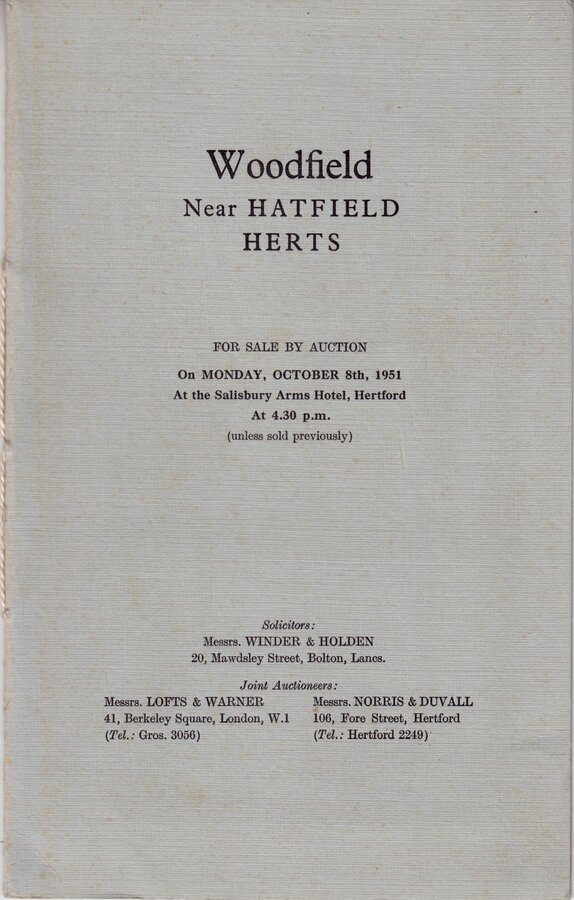 Woodfield
Near HATFIELD
HERTS
FOR SALE BY AUCTION
On MONDAY, OCTOBER 8th, 1951
At the Salisbury Arms Hotel, Hertford
At 4.30 p.m.
(unless sold previously)
Solicitors:
Messrs. WINDER & HOLDEN
20, Mawdsley Street, Bolton, Lancs.
Joint Auctioneers:
Messrs. LOFTS & WARNER
41, Berkeley Square, London, W.1
(Tel.: Gros. 3056)
Messrs. NORRIS & DUVALL
106, Fore Street, Hertford
(Tel.: Hertford 2249)